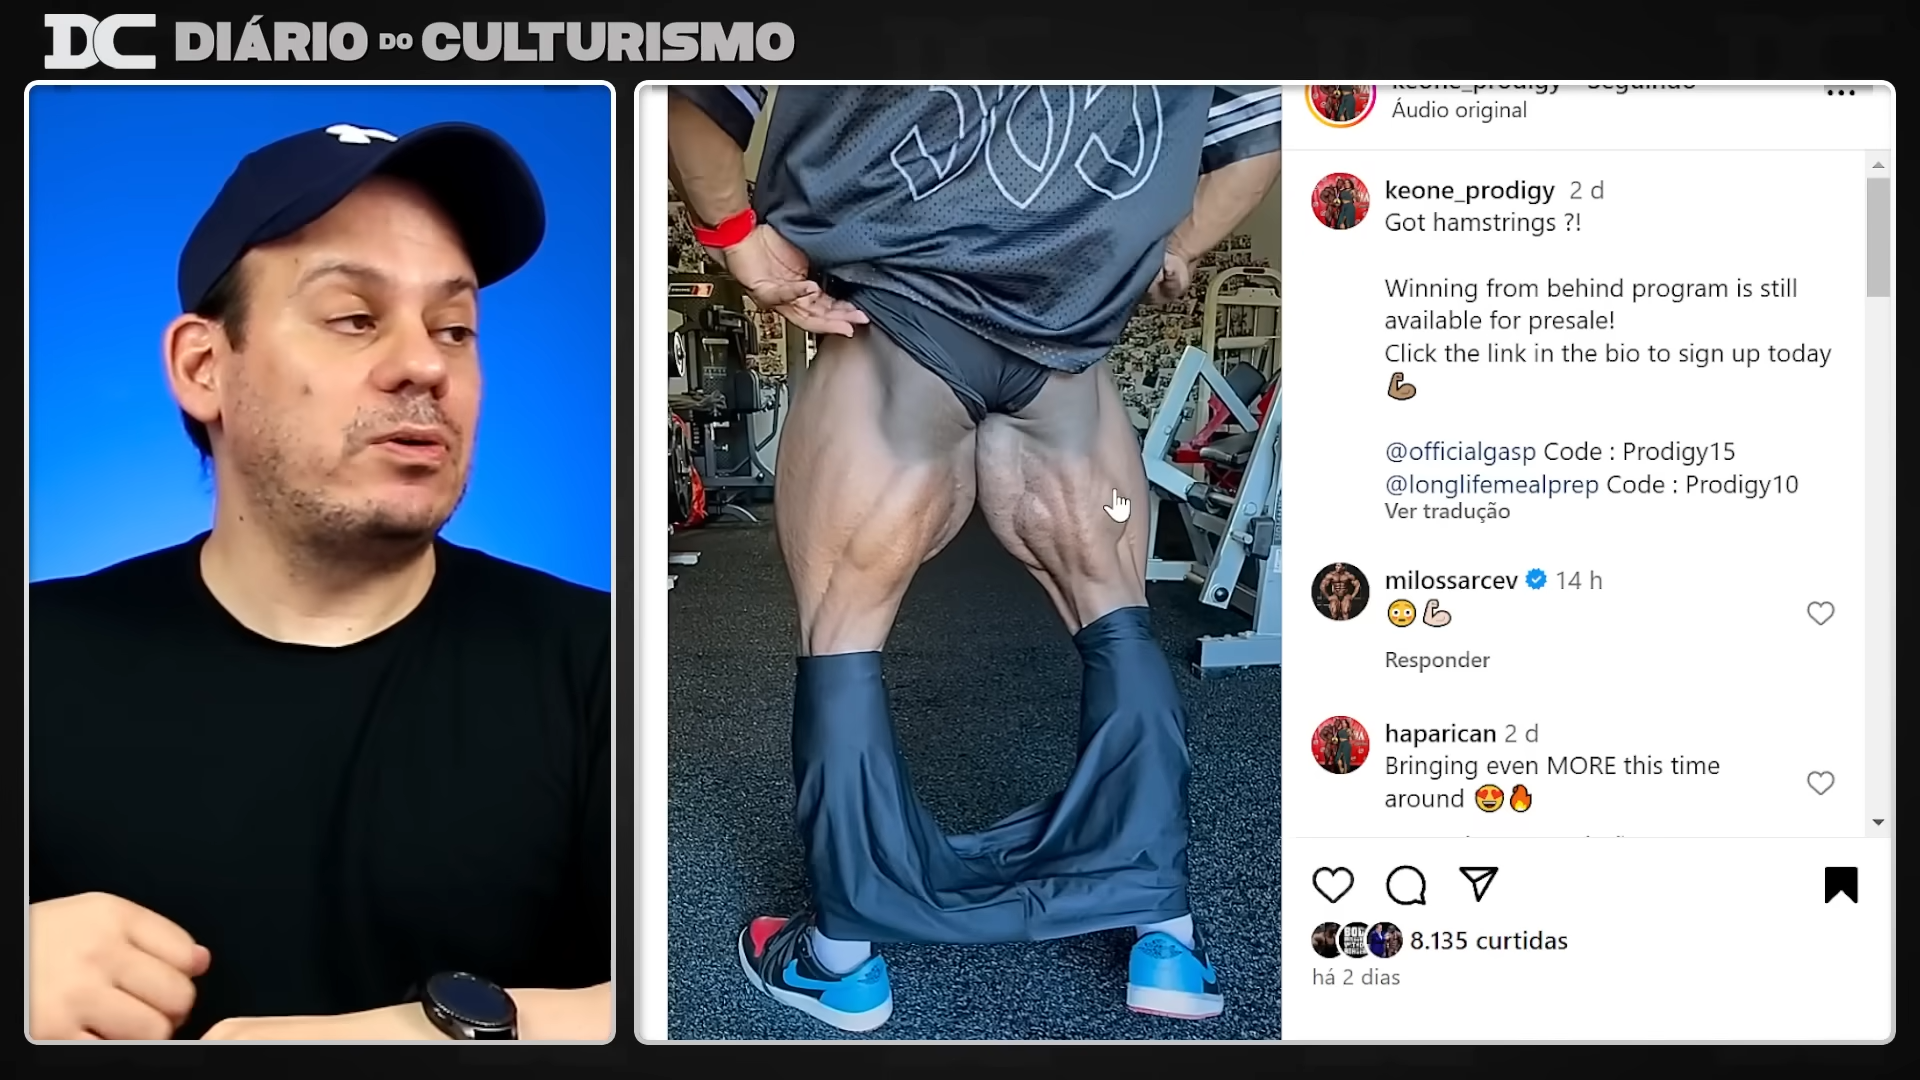 DC DIÁRIO DO CULTURISMO
Áudio original
keone_prodigy 2 d
Got hamstrings ?!
Winning from behind program is still
available for presale!
Click the link in the bio to sign up today
@officialgasp Code : Prodigy15
@longlifemealprep Code : Prodigy10
Ver tradução
milossarcev 14 h
Responder
haparican 2 d
Bringing even MORE this time
around
8.135 curtidas
há 2 dias